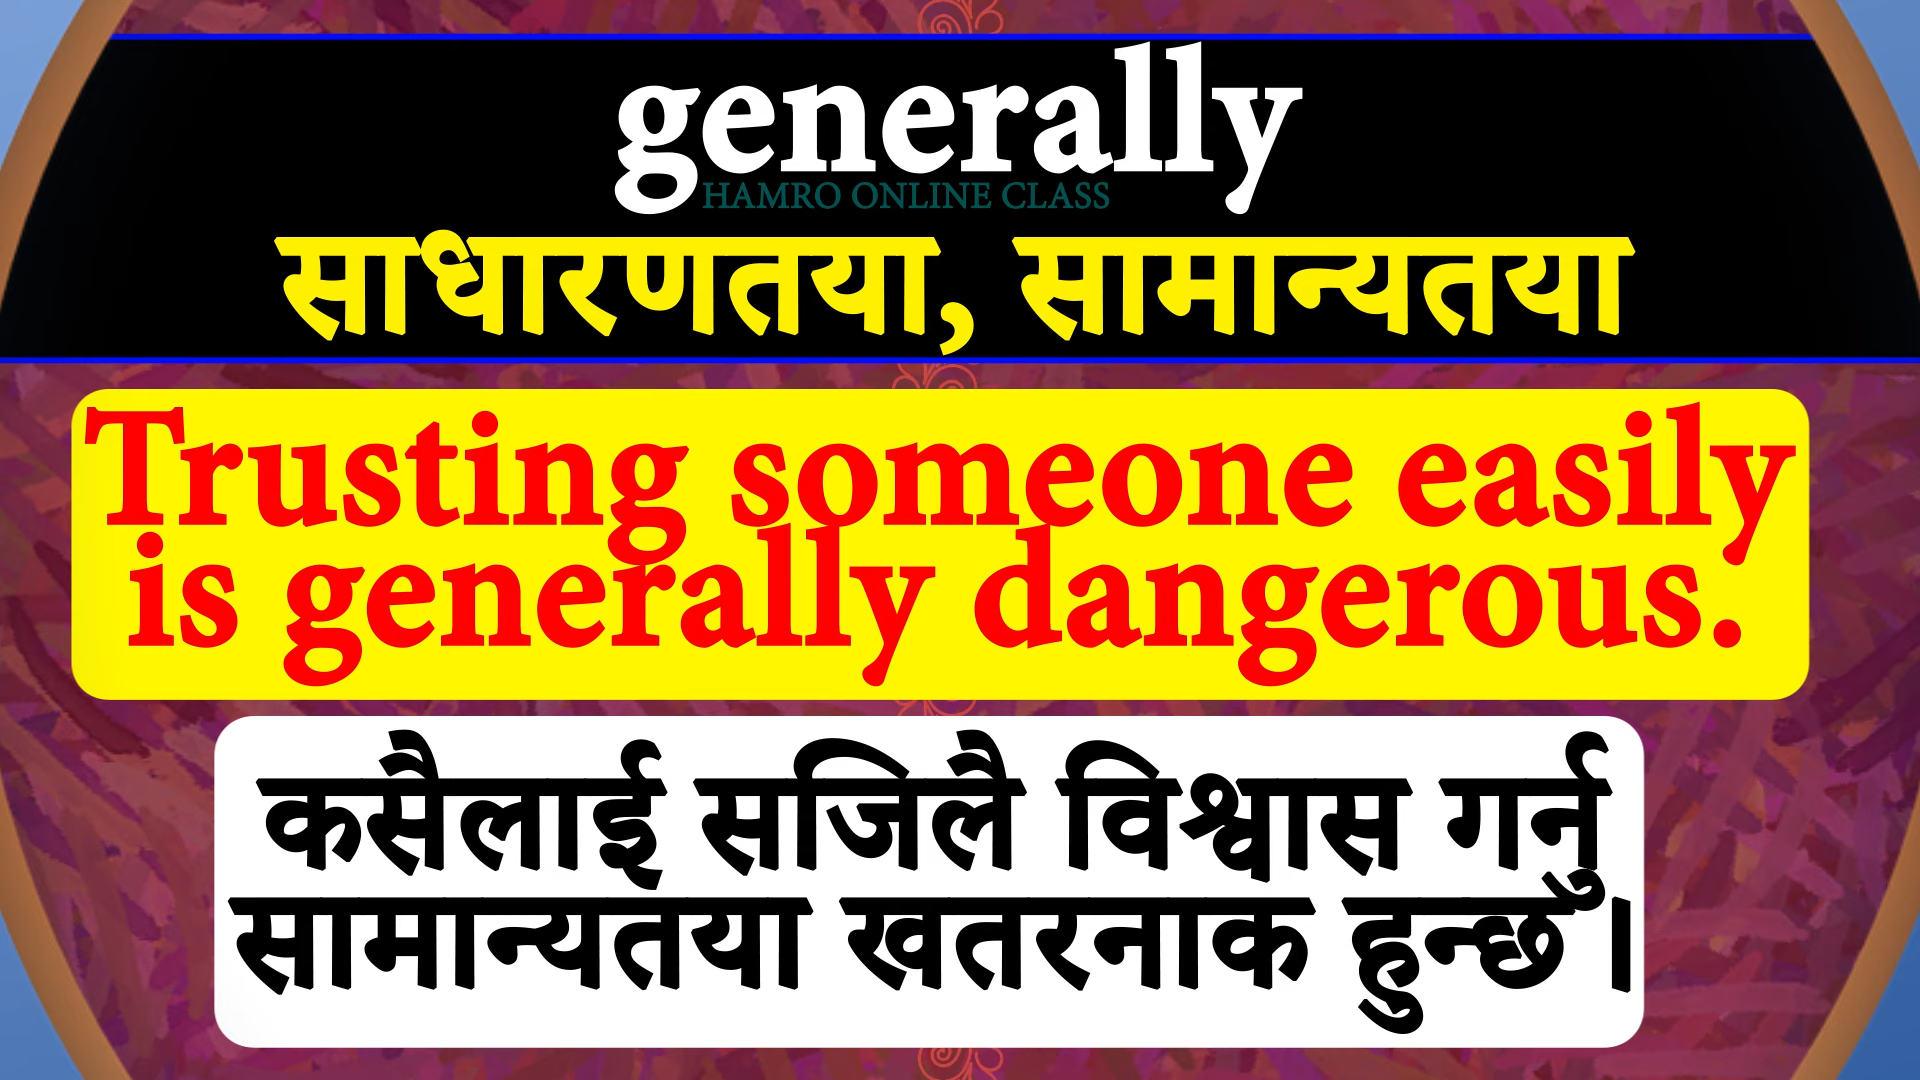 generally
HAMRO ONLINE CLASS
साधारणतया, सामान्यतया
Trusting someone easily
is generally dangerous.
कसैलाई सजिलै विश्वास गर्नु
सामान्यतया खतरनाक हुन्छ ।